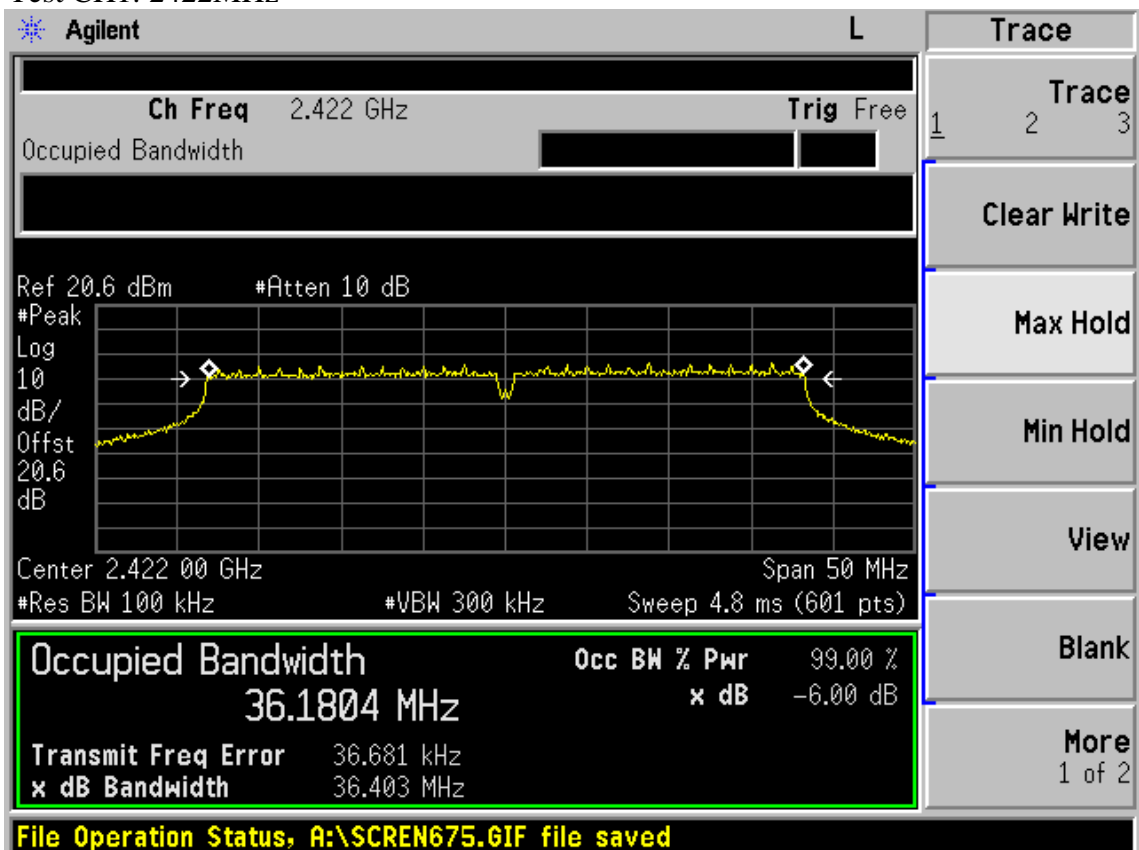 Agilent L Trace
Ch Freq 2.422 GHz Trig Free
Occupied Bandwidth
Trace
1 2 3
Clear Write
Max Hold
Min Hold
View
Blank
More
1 of 2
Ref 20.6 dBm #Atten 10 dB
#Peak
Log
10
dB/
Offst
20.6
dB
Center 2.422 00 GHz Span 50 MHz
#Res BW 100 kHz #VBW 300 kHz Sweep 4.8 ms (601 pts)
Occupied Bandwidth Occ BW % Pwr 99.00 %
36.1804 MHz x dB -6.00 dB
Transmit Freq Error 36.681 kHz
x dB Bandwidth 36.403 MHz
File Operation Status, A:\SCREN675.GIF file saved